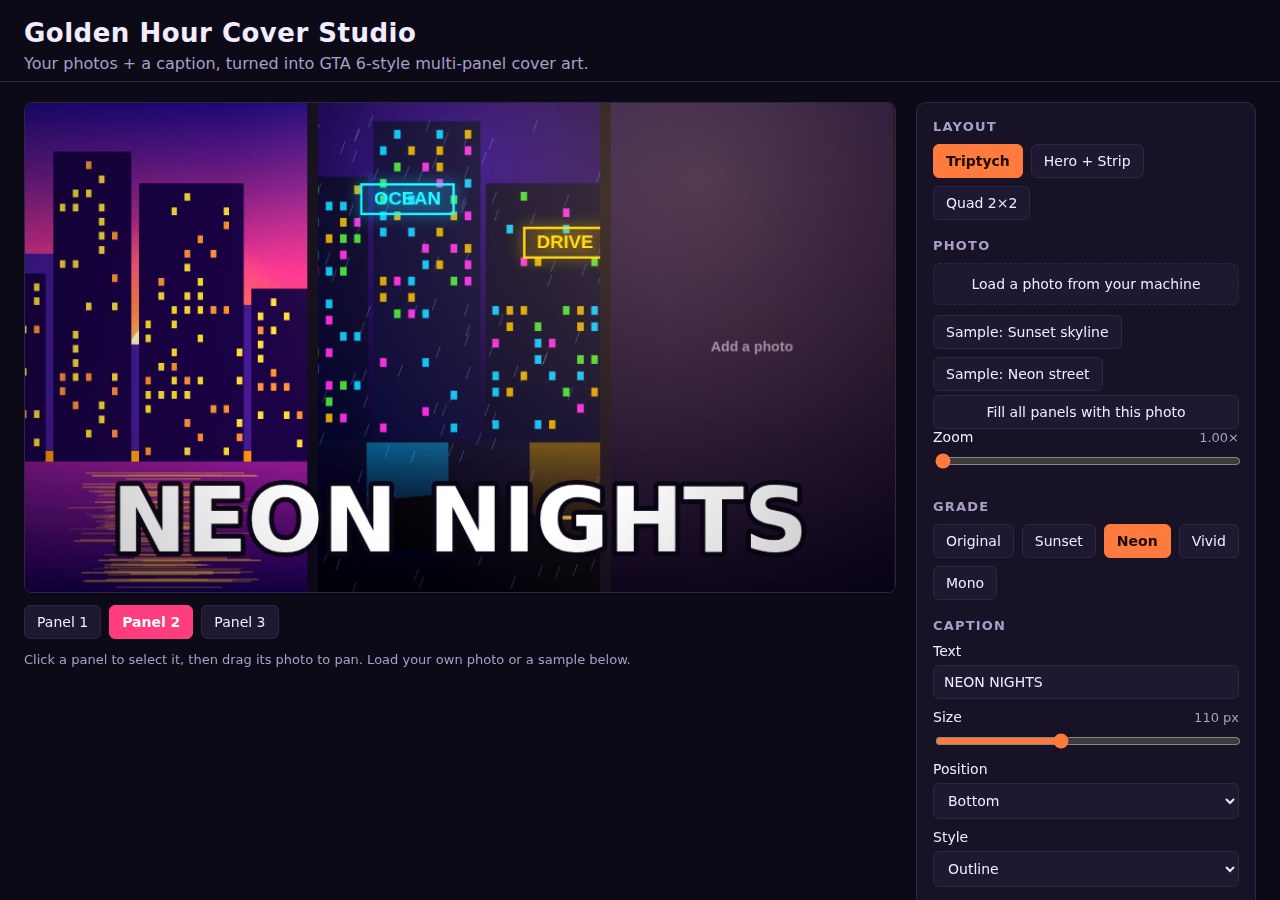 Golden Hour Cover Studio
Your photos + a caption, turned into GTA 6-style multi-panel cover art.
OCEAN
DRIVE
Add a photo
NEON NIGHTS
Panel 1
Panel 2
Panel 3
Click a panel to select it, then drag its photo to pan. Load your own photo or a sample below.
LAYOUT
Triptych
Hero + Strip
Quad 2×2
PHOTO
Load a photo from your machine
Sample: Sunset skyline
Sample: Neon street
Fill all panels with this photo
Zoom 1.00×
GRADE
Original
Sunset
Neon
Vivid
Mono
CAPTION
Text
NEON NIGHTS
Size 110 px
Position
Bottom
Style
Outline